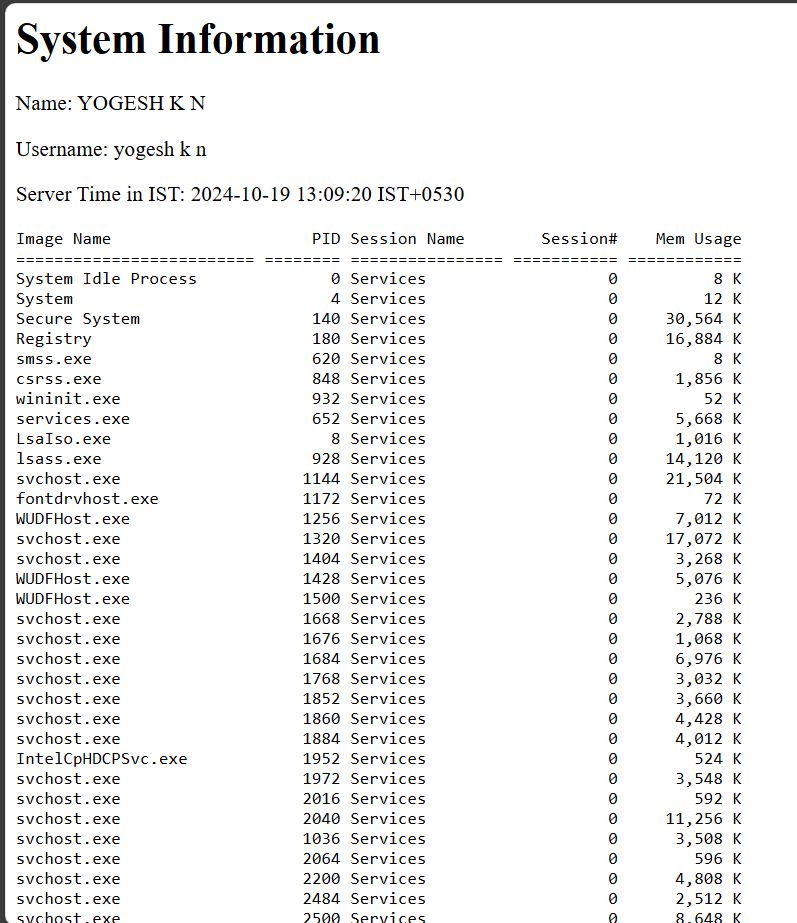 System Information
Name: YOGESH K N
Username: yogesh k n
Server Time in IST: 2024-10-19 13:09:20 IST+0530
Image Name                     PID Session Name        Session#    Mem Usage
========================= ======== ================ =========== ============
System Idle Process              0 Services                   0          8 K
System                           4 Services                   0         12 K
Secure System                  140 Services                   0     30,564 K
Registry                       180 Services                   0     16,884 K
smss.exe                       620 Services                   0          8 K
csrss.exe                      848 Services                   0      1,856 K
wininit.exe                    932 Services                   0         52 K
services.exe                   652 Services                   0      5,668 K
LsaIso.exe                       8 Services                   0      1,016 K
lsass.exe                      928 Services                   0     14,120 K
svchost.exe                   1144 Services                   0     21,504 K
fontdrvhost.exe               1172 Services                   0         72 K
WUDFHost.exe                  1256 Services                   0      7,012 K
svchost.exe                   1320 Services                   0     17,072 K
svchost.exe                   1404 Services                   0      3,268 K
WUDFHost.exe                  1428 Services                   0      5,076 K
WUDFHost.exe                  1500 Services                   0        236 K
svchost.exe                   1668 Services                   0      2,788 K
svchost.exe                   1676 Services                   0      1,068 K
svchost.exe                   1684 Services                   0      6,976 K
svchost.exe                   1768 Services                   0      3,032 K
svchost.exe                   1852 Services                   0      3,660 K
svchost.exe                   1860 Services                   0      4,428 K
svchost.exe                   1884 Services                   0      4,012 K
IntelCpHDCPSvc.exe            1952 Services                   0        524 K
svchost.exe                   1972 Services                   0      3,548 K
svchost.exe                   2016 Services                   0        592 K
svchost.exe                   2040 Services                   0     11,256 K
svchost.exe                   1036 Services                   0      3,508 K
svchost.exe                   2064 Services                   0        596 K
svchost.exe                   2200 Services                   0      4,808 K
svchost.exe                   2484 Services                   0      2,512 K
svchost.exe                   2500 Services                   0      8,648 K